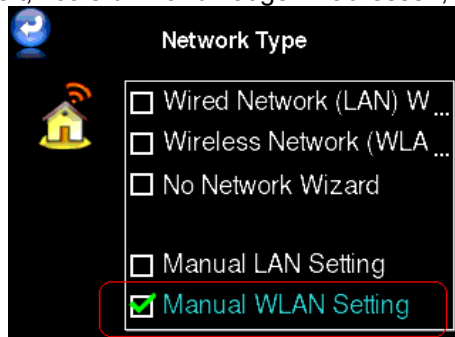 Network Type
Wired Network (LAN) W...
Wireless Network (WLA...
No Network Wizard
Manual LAN Setting
Manual WLAN Setting